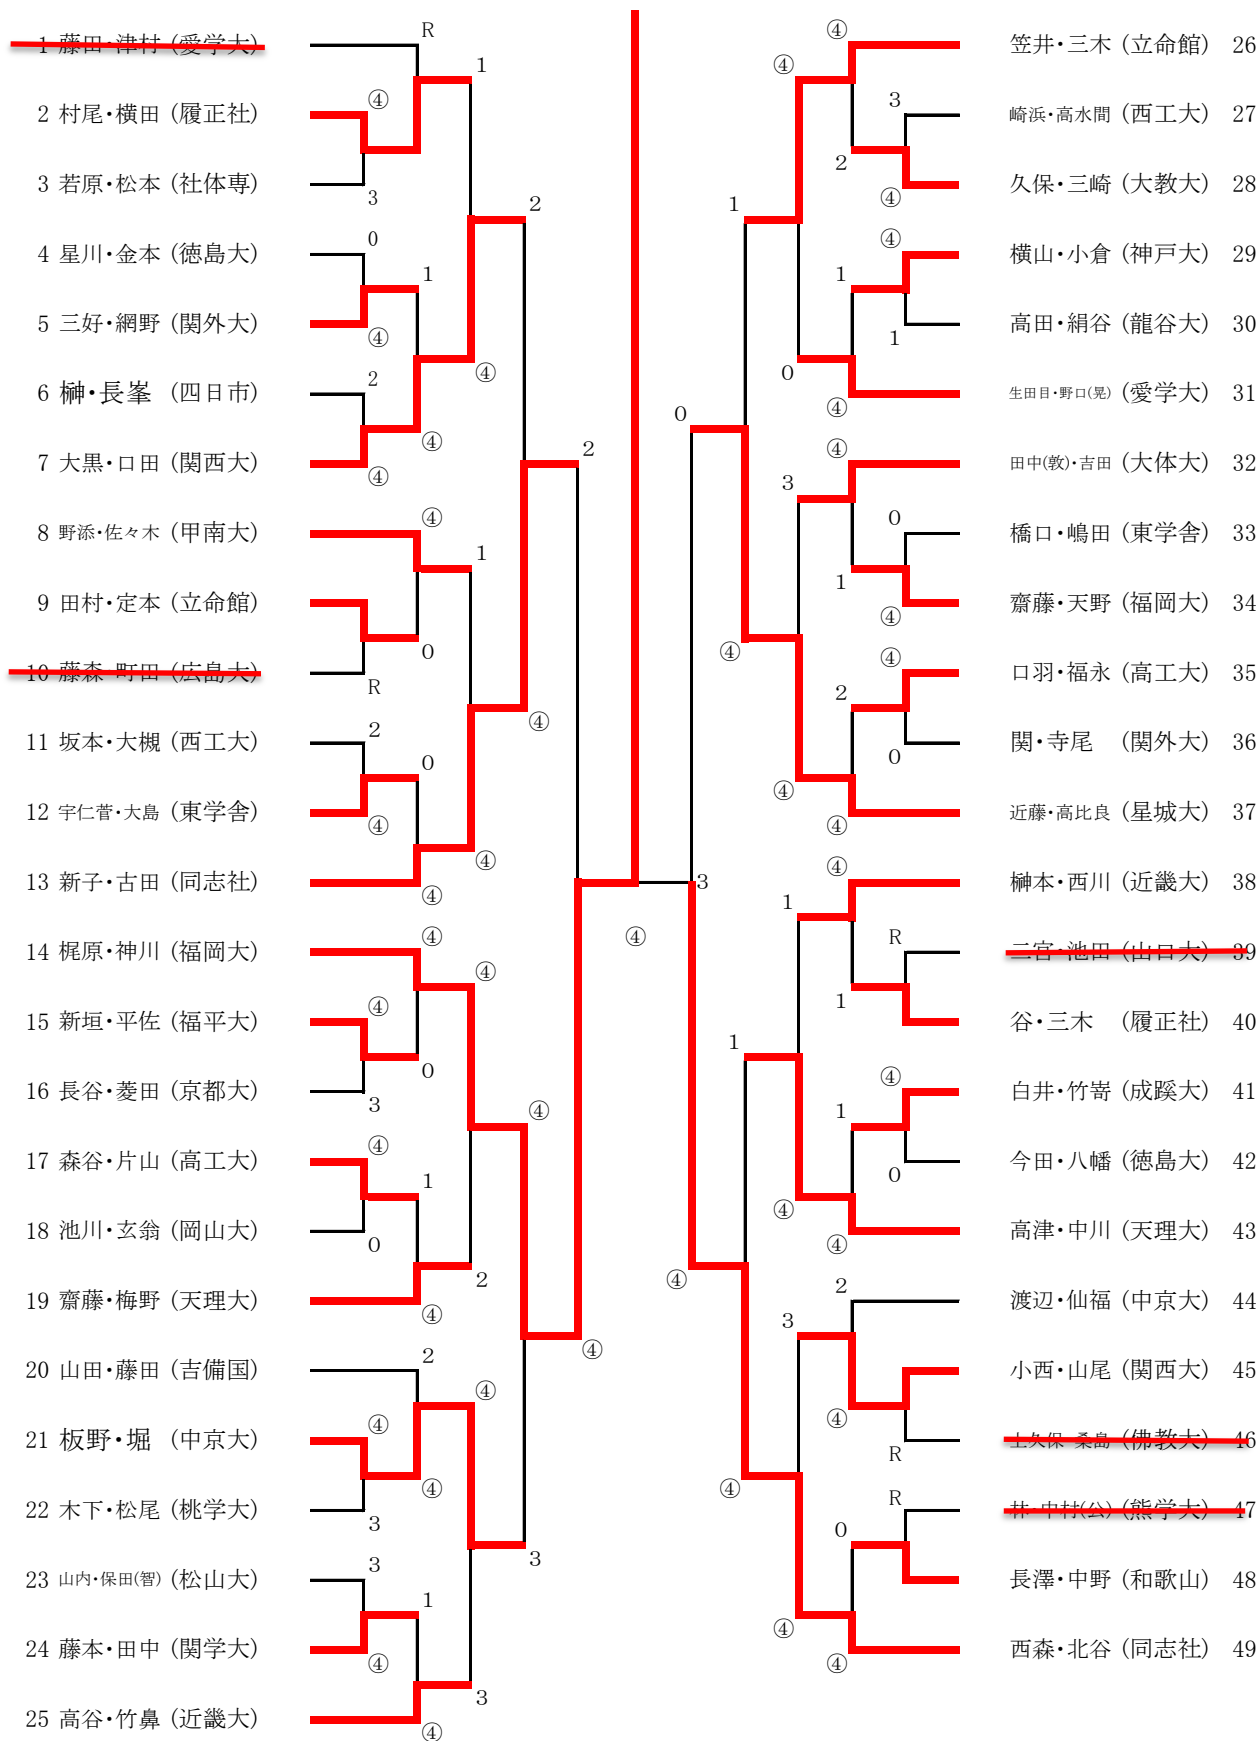 1 藤田・津村 (愛学大)
2 村尾・横田 (履正社)
3 若原・松本 (社体専)
4 星川・金本 (徳島大)
5 三好・網野 (関外大)
6 榊・長峯 (四日市)
7 大黒・口田 (関西大)
8 野添・佐々木 (甲南大)
9 田村・定本 (立命館)
10 藤森・町田 (広島大)
11 坂本・大槻 (西工大)
12 宇仁菅・大島 (東学舎)
13 新子・古田 (同志社)
14 梶原・神川 (福岡大)
15 新垣・平佐 (福平大)
16 長谷・菱田 (京都大)
17 森谷・片山 (高工大)
18 池川・玄翁 (岡山大)
19 齋藤・梅野 (天理大)
20 山田・藤田 (吉備国)
21 板野・堀 (中京大)
22 木下・松尾 (桃学大)
23 山内・保田(智) (松山大)
24 藤本・田中 (関学大)
25 高谷・竹鼻 (近畿大)
R
④
3
0
④
2
④
④
0
R
2
④
④
④
④
0
3
④
0
1
④
2
④
④
3
3
1
④
④
1
1
④
1
0
④
④
2
④
3
2
④
④
3
2
④
④
3
0
④
1
④
1
④
④
0
3
④
1
④
3
④
④
2
1
④
1
2
④
1
④
0
④
④
3
④
④
1
④
④
0
④
④
0
④
R
1
④
0
2
R
R
0
④
笠井・三木 (立命館) 26
崎浜・高水間 (西工大) 27
久保・三崎 (大教大) 28
横山・小倉 (神戸大) 29
高田・絹谷 (龍谷大) 30
生田目・野口(晃) (愛学大) 31
田中(敦)・吉田 (大体大) 32
橋口・嶋田 (東学舎) 33
齋藤・天野 (福岡大) 34
口羽・福永 (高工大) 35
関・寺尾 (関外大) 36
近藤・高比良 (星城大) 37
榊本・西川 (近畿大) 38
二宮・池田 (山口大) 39
谷・三木 (履正社) 40
白井・竹嵜 (成蹊大) 41
今田・八幡 (徳島大) 42
高津・中川 (天理大) 43
渡辺・仙福 (中京大) 44
小西・山尾 (関西大) 45
土久保・桑島 (佛教大) 46
林・中村(公) (熊学大) 47
長澤・中野 (和歌山) 48
西森・北谷 (同志社) 49